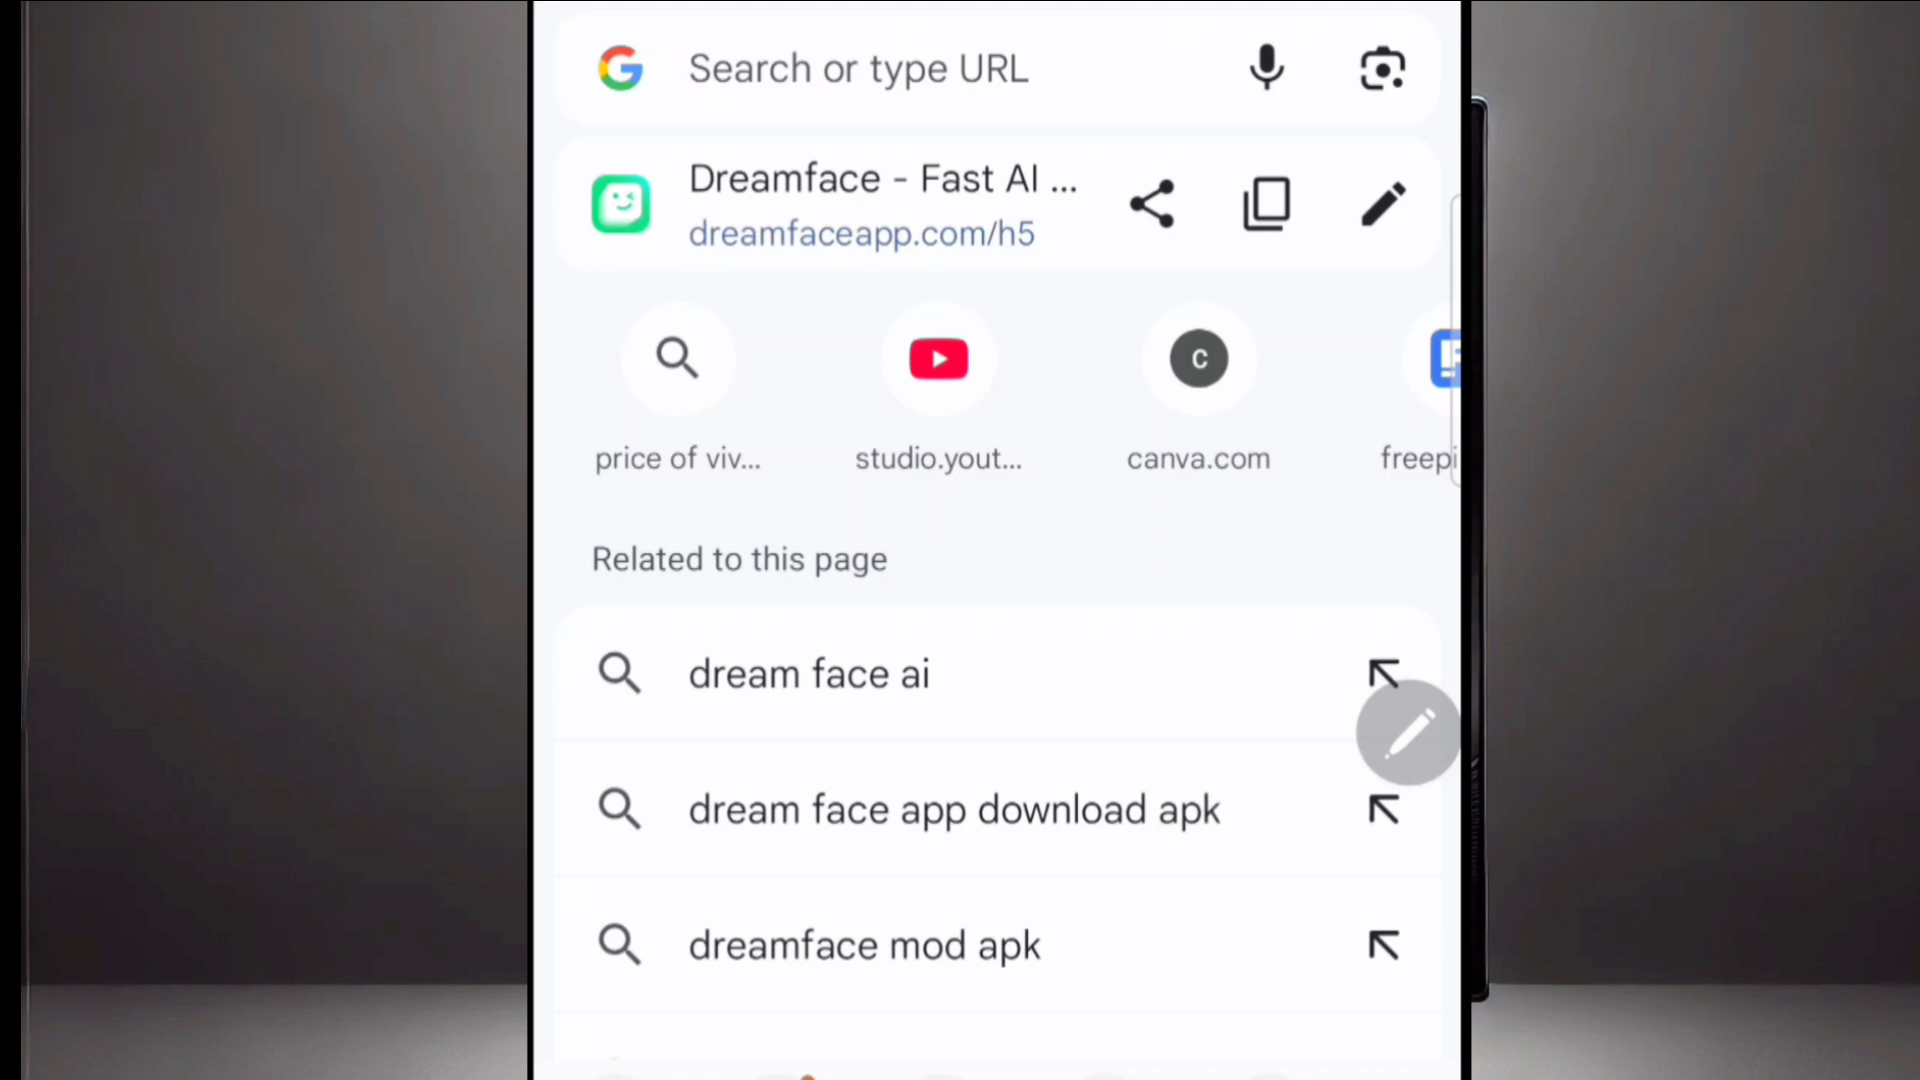 Search or type URL
Dreamface - Fast AI ...
dreamfaceapp.com/h5
C
price of viv...
studio.yout...
canva.com
freepi
Related to this page
dream face ai
dream face app download apk
dreamface mod apk